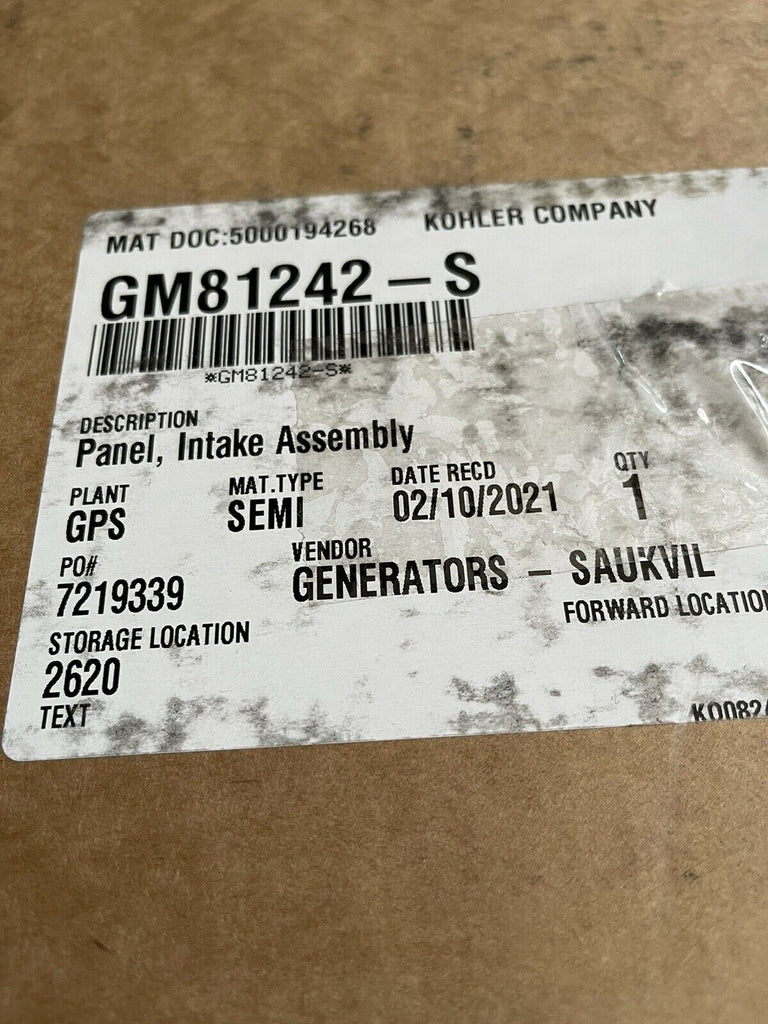 MAT DOC:5000194268 KOHLER COMPANY
GM81242-S
*GM81242-S*
DESCRIPTION
Panel, Intake Assembly
PLANT MAT.TYPE DATE RECD QTY
GPS SEMI 02/10/2021 1
PO# VENDOR
7219339 GENERATORS - SAUKVIL
STORAGE LOCATION FORWARD LOCATION
2620
TEXT